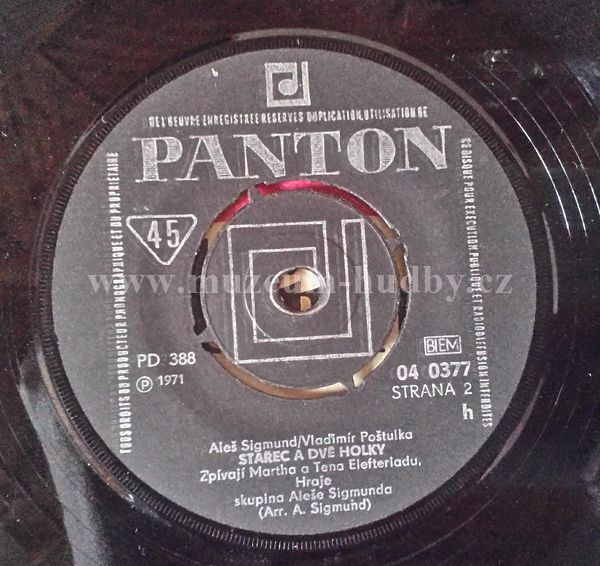 DE L'OEUVRE ENREGISTREE RESERVES DUPLICATION, UTILISATION DE
PANTON
TOUS DROITS DU PRODUCTEUR PHONOGRAPHIQUE ET DU PROPRIETAIRE
CE DISQUE POUR EXECUTION PUBLIQUE ET RADIODIFFUSION INTERDITES
45
www.muzeum-hudby.cz
PD 388
℗ 1971
BIEM
04 0377
STRANA 2
h
Aleš Sigmund/Vladimír Poštulka
STAŘEC A DVĚ HOLKY
Zpívají Martha a Tena Elefteriadu,
Hraje
skupina Aleše Sigmunda
(Arr. A. Sigmund)